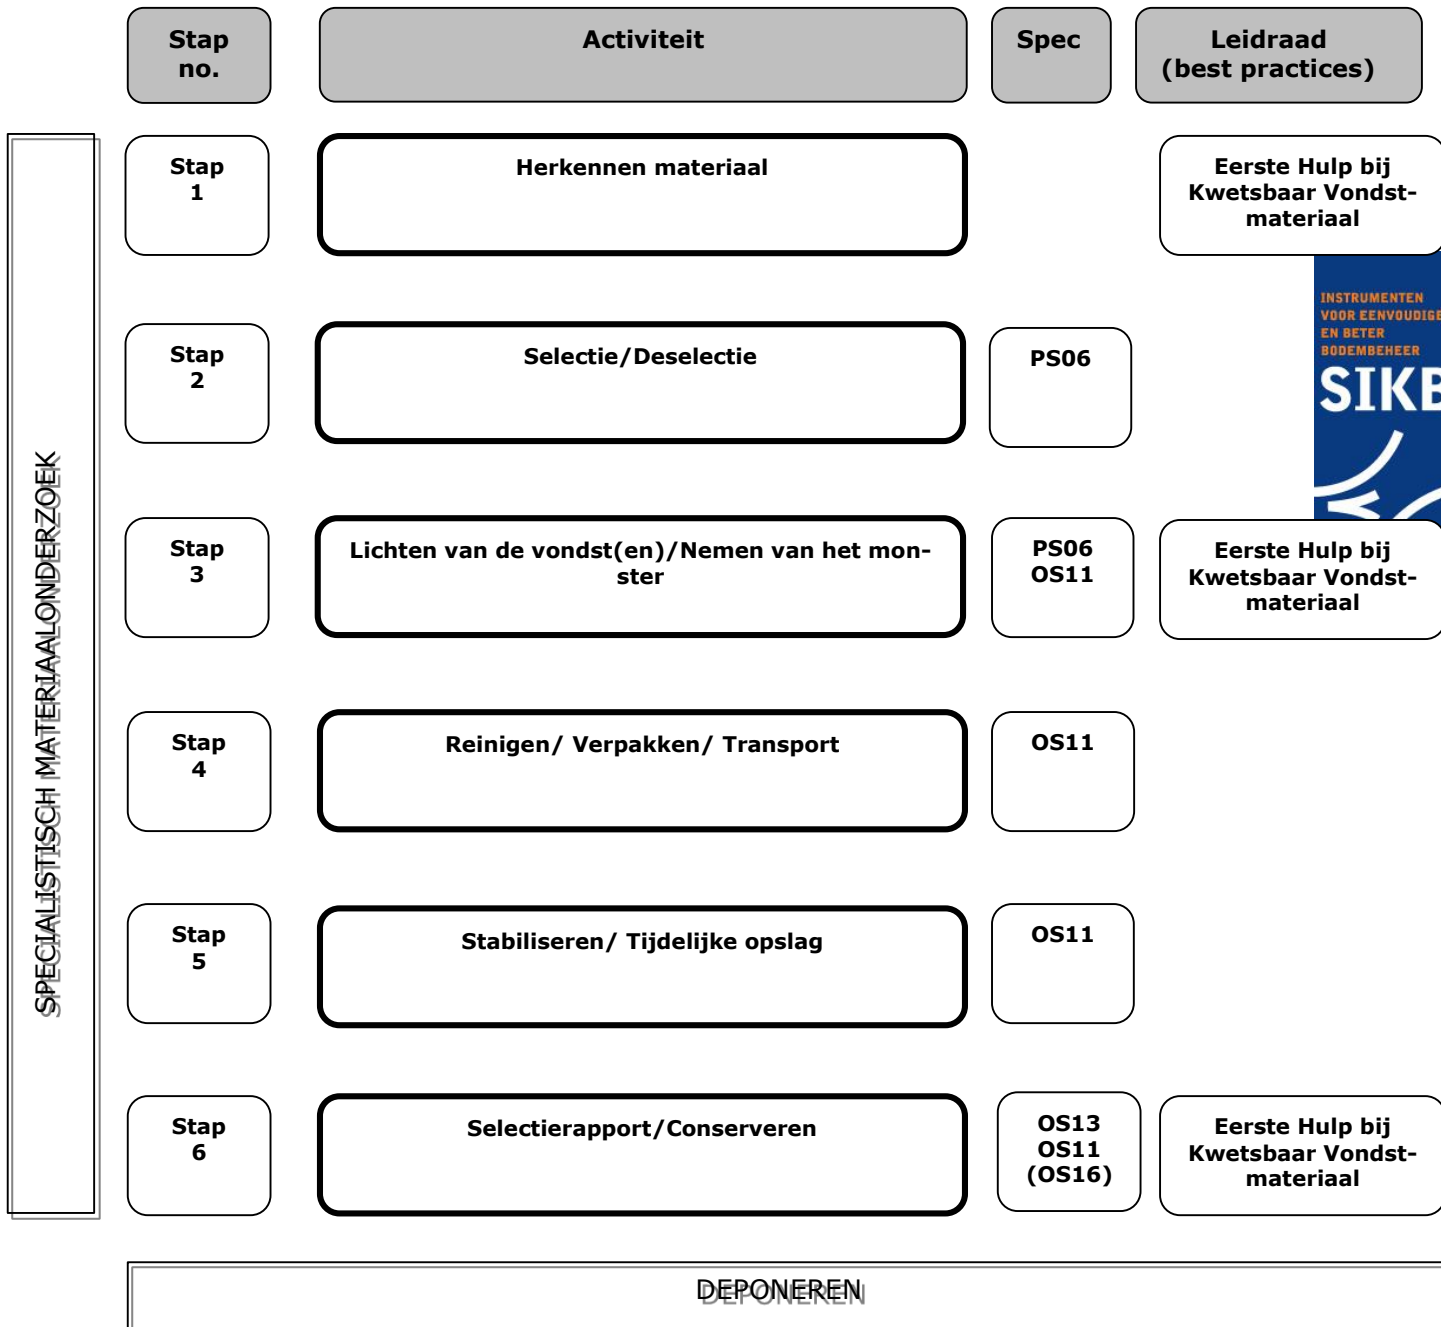 Stap
no.
Activiteit
Spec
Leidraad
(best practices)
SPECIALISTISCH MATERIAALONDERZOEK
Stap
1
Herkennen materiaal
Eerste Hulp bij
Kwetsbaar Vondst-
materiaal
INSTRUMENTEN
VOOR EENVOUDIGE
EN BETER
BODEMBEHEER
SIKB
Stap
2
Selectie/Deselectie
PS06
Stap
3
Lichten van de vondst(en)/Nemen van het mon-
ster
PS06
OS11
Eerste Hulp bij
Kwetsbaar Vondst-
materiaal
Stap
4
Reinigen/ Verpakken/ Transport
OS11
Stap
5
Stabiliseren/ Tijdelijke opslag
OS11
Stap
6
Selectierapport/Conserveren
OS13
OS11
(OS16)
Eerste Hulp bij
Kwetsbaar Vondst-
materiaal
DEPONEREN